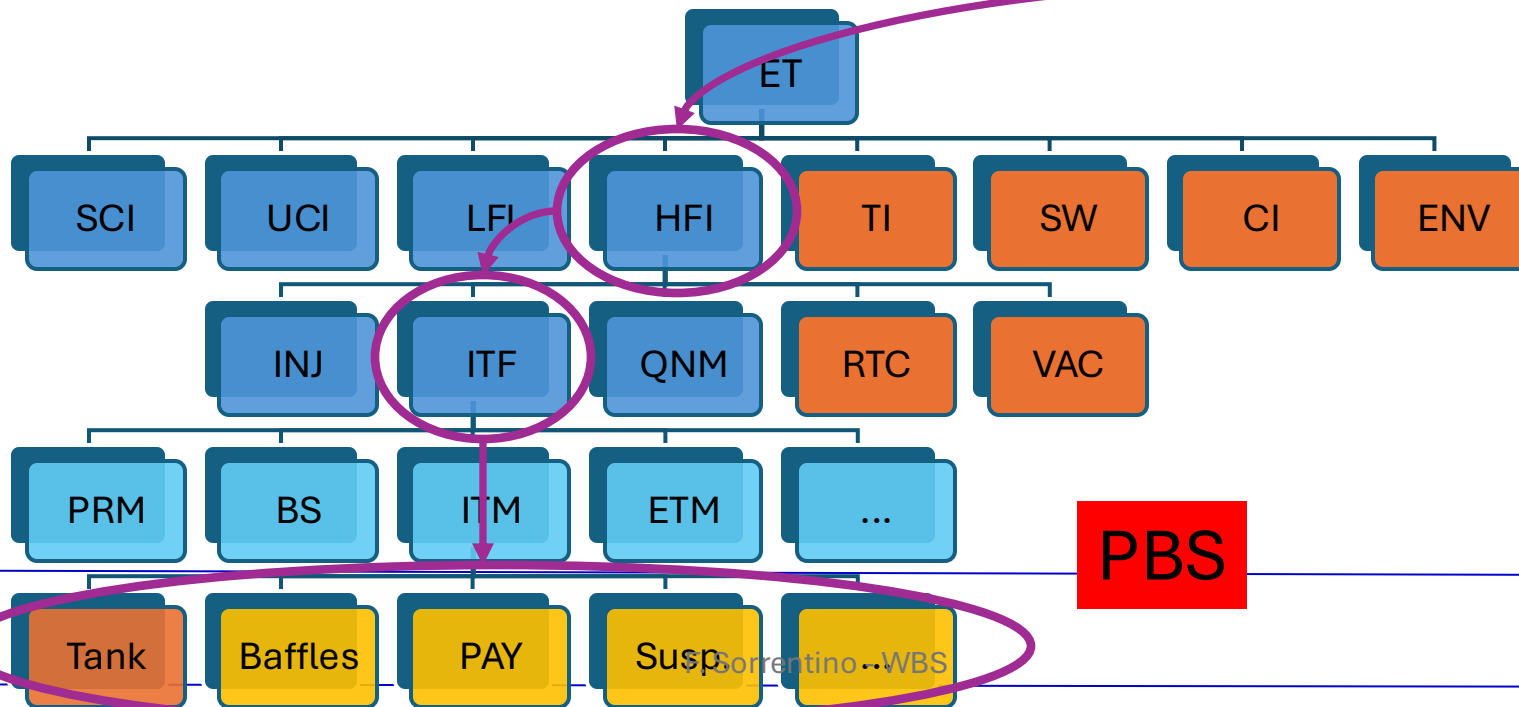 ET
SCI UCI LFI HFI TI SW CI ENV
INJ ITF QNM RTC VAC
PRM BS ITM ETM ...
PBS
Tank Baffles PAY Susp. ...
F. Sorrentino - WBS